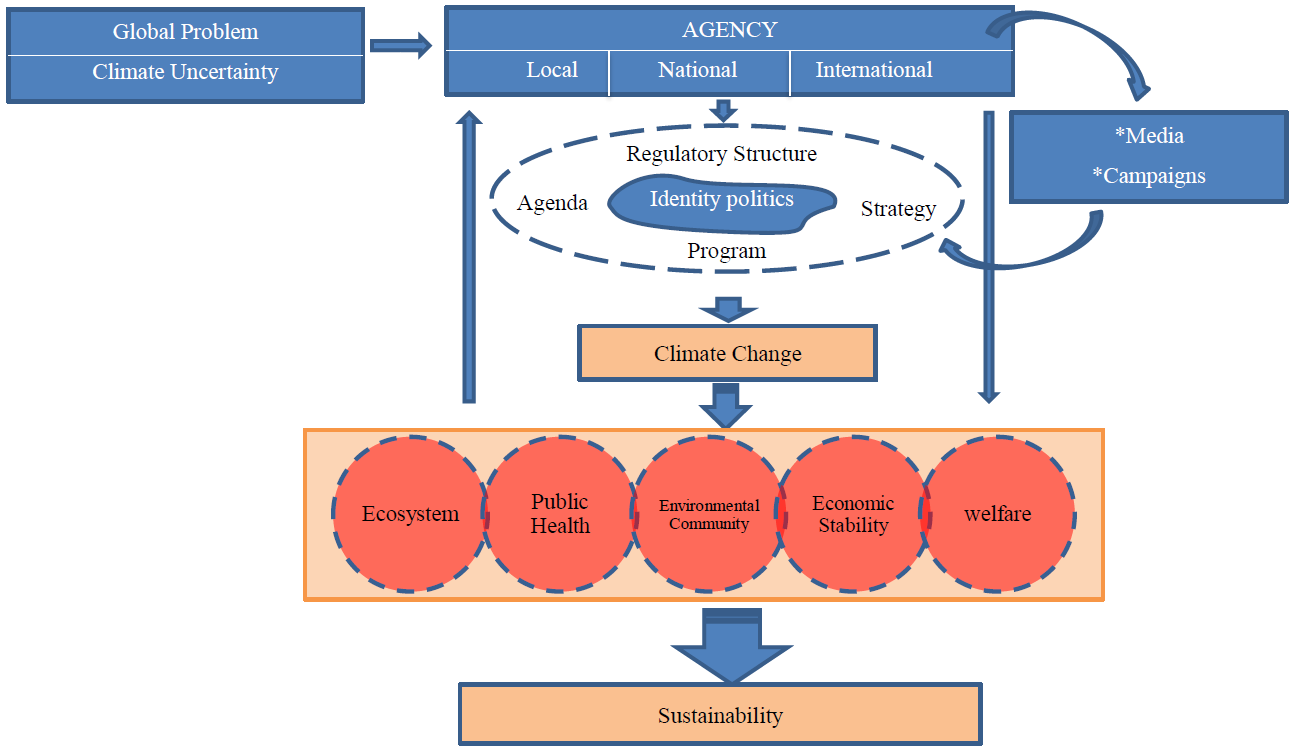 Global Problem
Climate Uncertainty
AGENCY
Local
National
International
*Media
*Campaigns
Regulatory Structure
Agenda
Identity politics
Strategy
Program
Climate Change
Ecosystem
Public
Health
Environmental
Community
Economic
Stability
welfare
Sustainability